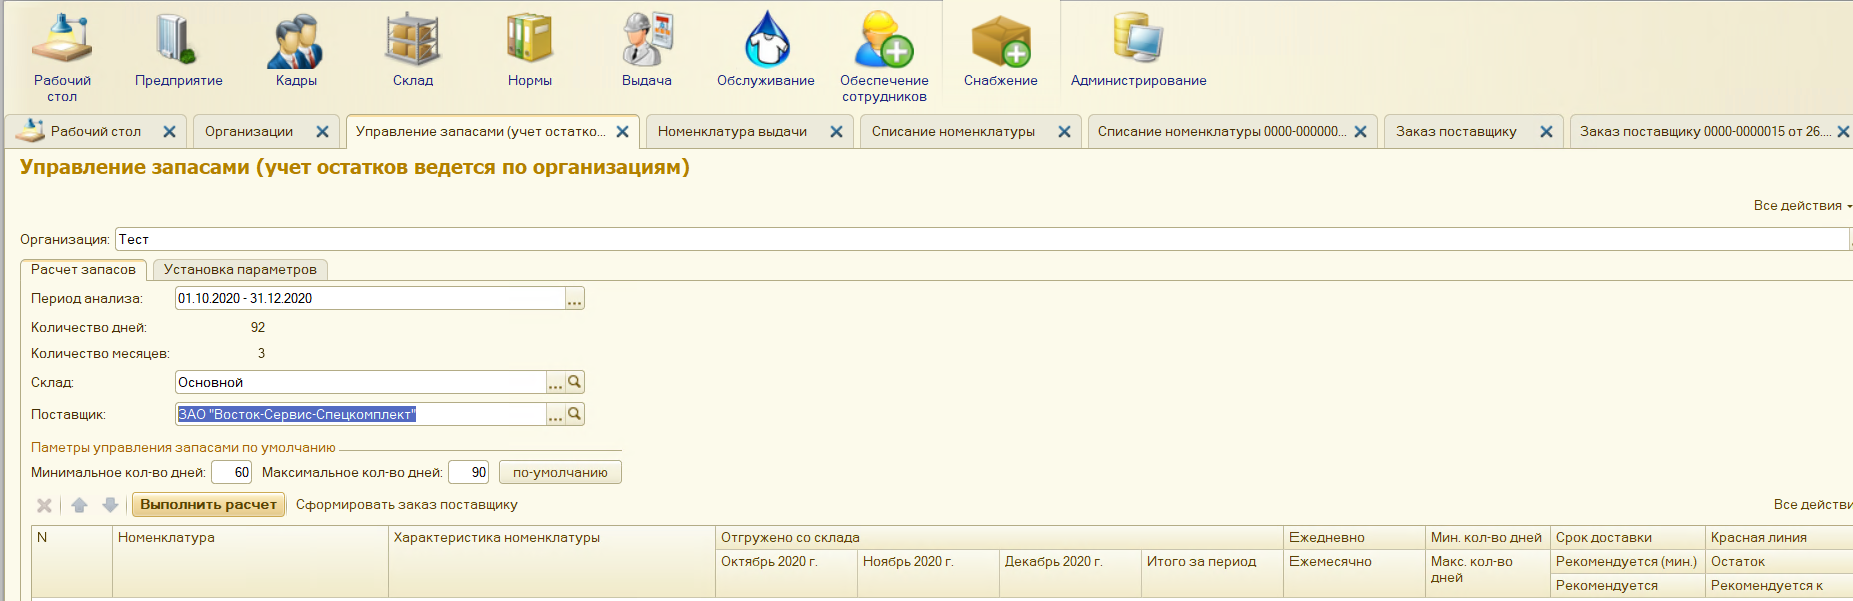 Рабочий стол
Предприятие
Кадры
Склад
Нормы
Выдача
Обслуживание
Обеспечение сотрудников
Снабжение
Администрирование
Рабочий стол
Организации
Управление запасами (учет остатко...
Номенклатура выдачи
Списание номенклатуры
Списание номенклатуры 0000-000000...
Заказ поставщику
Заказ поставщику 0000-0000015 от 26....
Управление запасами (учет остатков ведется по организациям)
Все действия
Организация: Тест
Расчет запасов
Установка параметров
Период анализа: 01.10.2020 - 31.12.2020 ...
Количество дней: 92
Количество месяцев: 3
Склад: Основной ...
Поставщик: ЗАО "Восток-Сервис-Спецкомплект" ...
Паметры управления запасами по умолчанию
Минимальное кол-во дней: 60 Максимальное кол-во дней: 90 по-умолчанию
Выполнить расчет Сформировать заказ поставщику Все действи
N
Номенклатура
Характеристика номенклатуры
Отгружено со склада
Октябрь 2020 г.
Ноябрь 2020 г.
Декабрь 2020 г.
Итого за период
Ежедневно
Ежемесячно
Мин. кол-во дней
Макс. кол-во дней
Срок доставки
Рекомендуется (мин.)
Рекомендуется
Красная линия
Остаток
Рекомендуется к